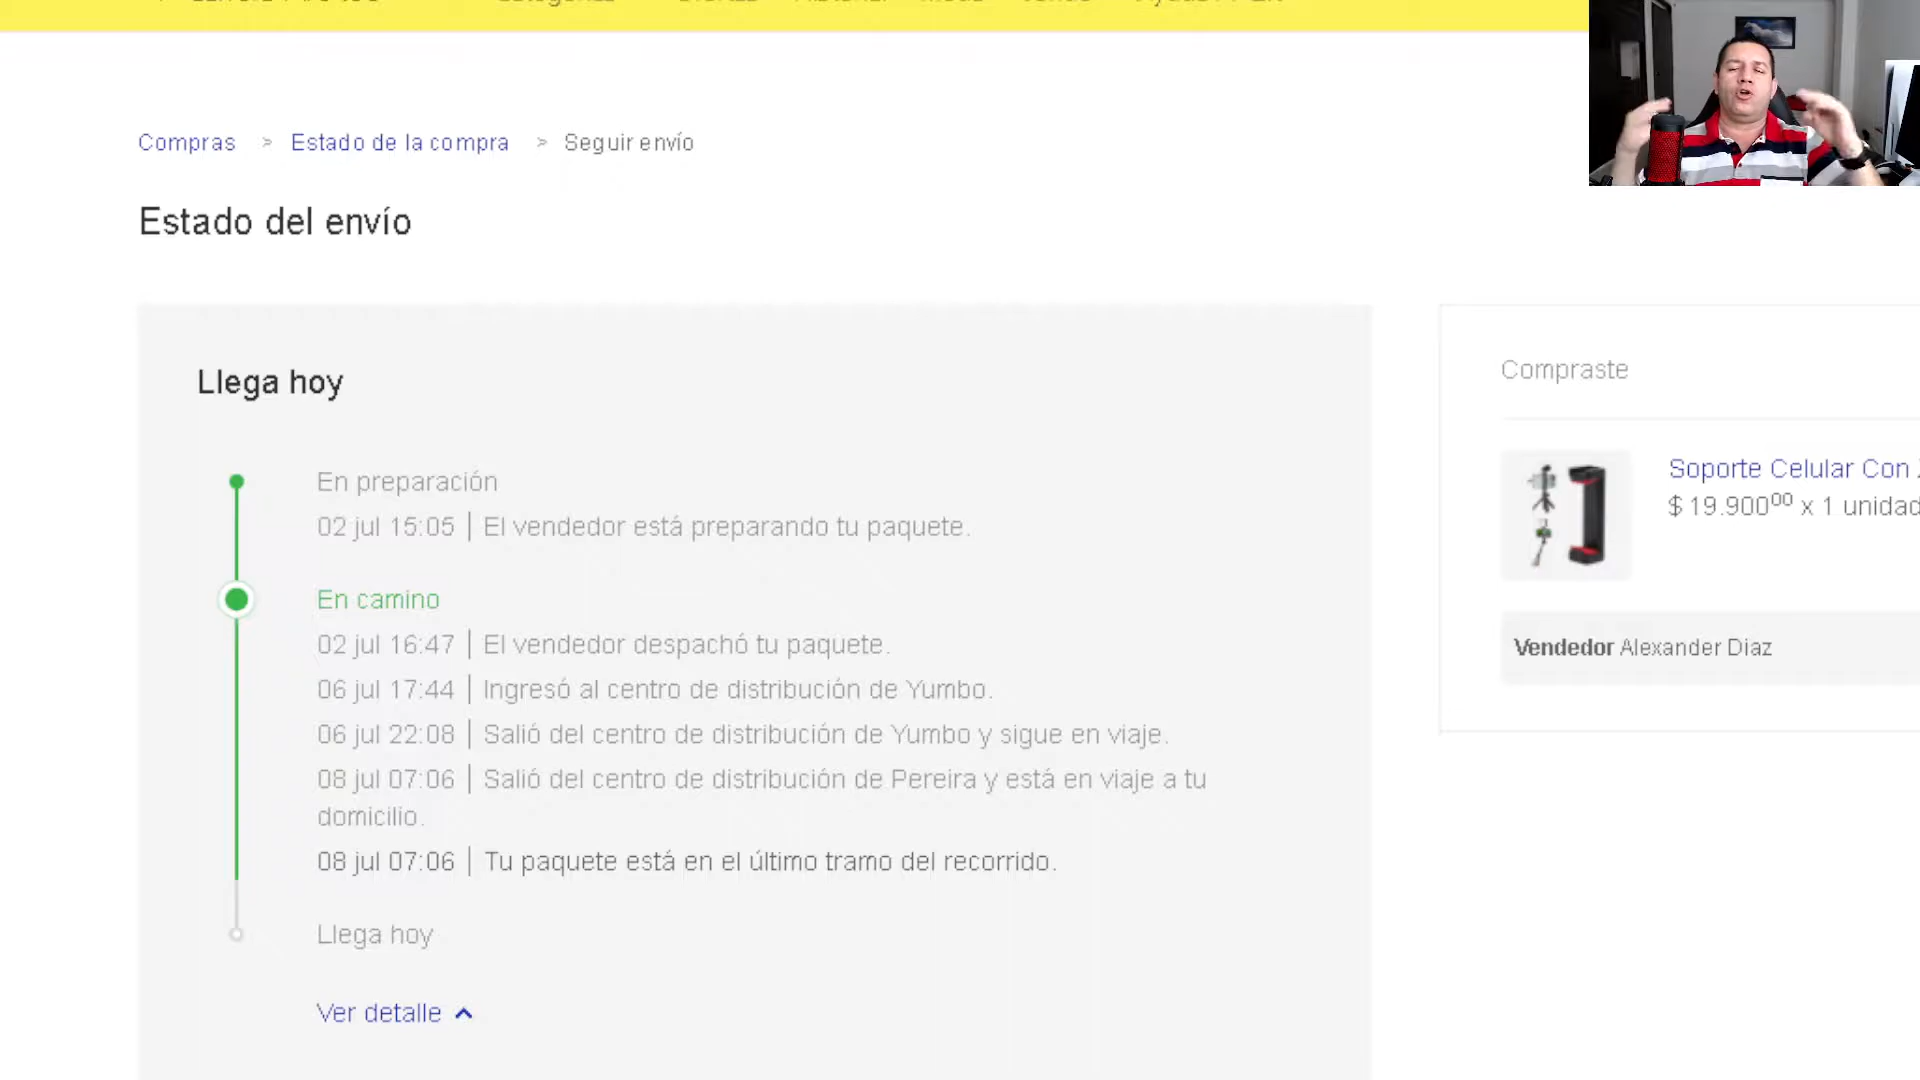 Compras > Estado de la compra > Seguir envío
Estado del envío
Llega hoy
En preparación
02 jul 15:05 | El vendedor está preparando tu paquete.
En camino
02 jul 16:47 | El vendedor despachó tu paquete.
06 jul 17:44 | Ingresó al centro de distribución de Yumbo.
06 jul 22:08 | Salió del centro de distribución de Yumbo y sigue en viaje.
08 jul 07:06 | Salió del centro de distribución de Pereira y está en viaje a tu
domicilio.
08 jul 07:06 | Tu paquete está en el último tramo del recorrido.
Llega hoy
Ver detalle
Compraste
Soporte Celular Con
$ 19.900⁰⁰ x 1 unidad
Vendedor Alexander Diaz